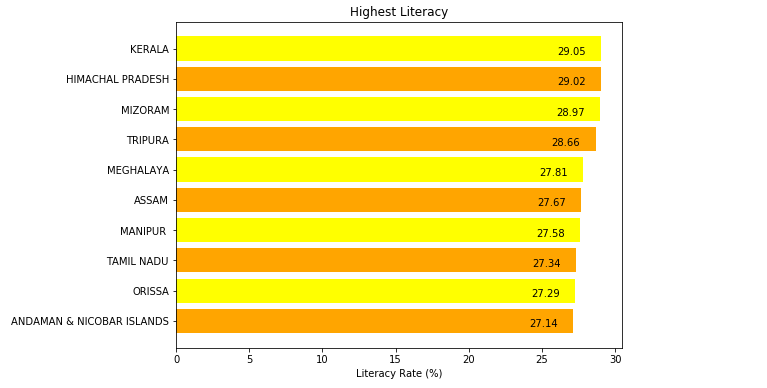 Highest Literacy
KERALA 29.05
HIMACHAL PRADESH 29.02
MIZORAM 28.97
TRIPURA 28.66
MEGHALAYA 27.81
ASSAM 27.67
MANIPUR 27.58
TAMIL NADU 27.34
ORISSA 27.29
ANDAMAN & NICOBAR ISLANDS 27.14
0 5 10 15 20 25 30
Literacy Rate (%)